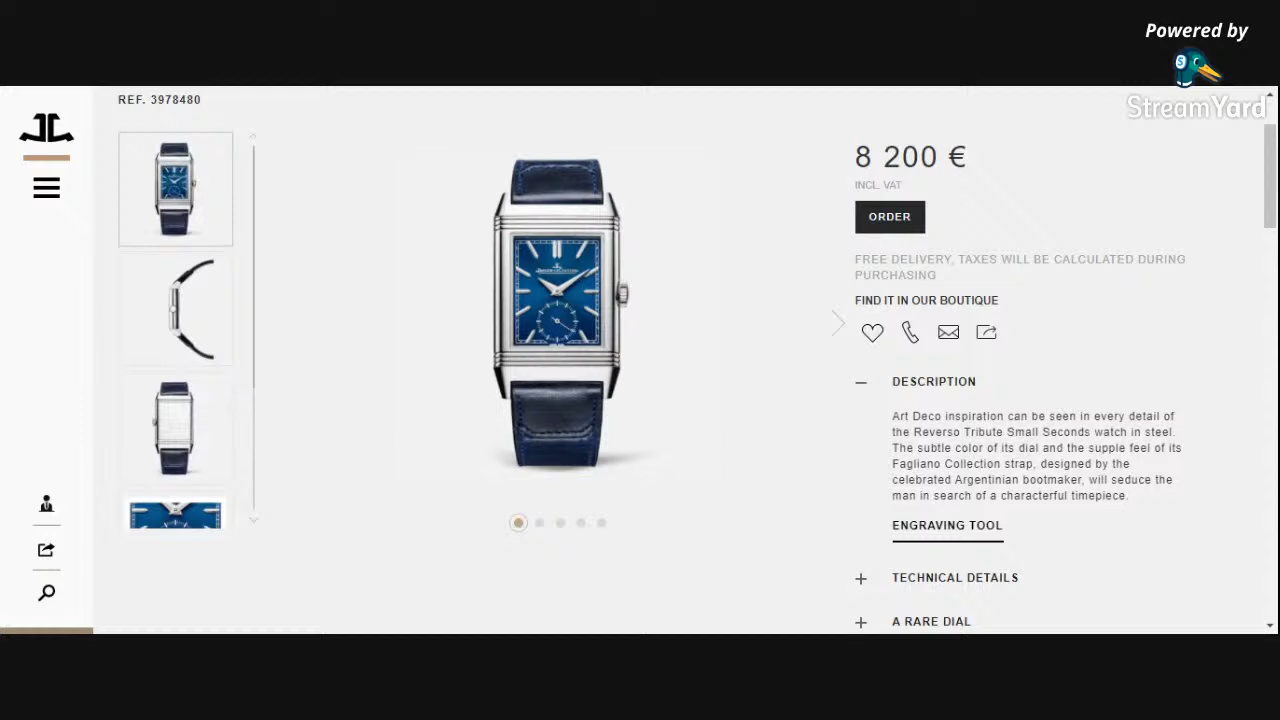 Powered by
StreamYard
REF. 3978480
8 200 €
INCL. VAT
ORDER
FREE DELIVERY, TAXES WILL BE CALCULATED DURING
PURCHASING
FIND IT IN OUR BOUTIQUE
DESCRIPTION
Art Deco inspiration can be seen in every detail of
the Reverso Tribute Small Seconds watch in steel.
The subtle color of its dial and the supple feel of its
Fagliano Collection strap, designed by the
celebrated Argentinian bootmaker, will seduce the
man in search of a characterful timepiece.
ENGRAVING TOOL
TECHNICAL DETAILS
A RARE DIAL
JAEGER-LECOULTRE